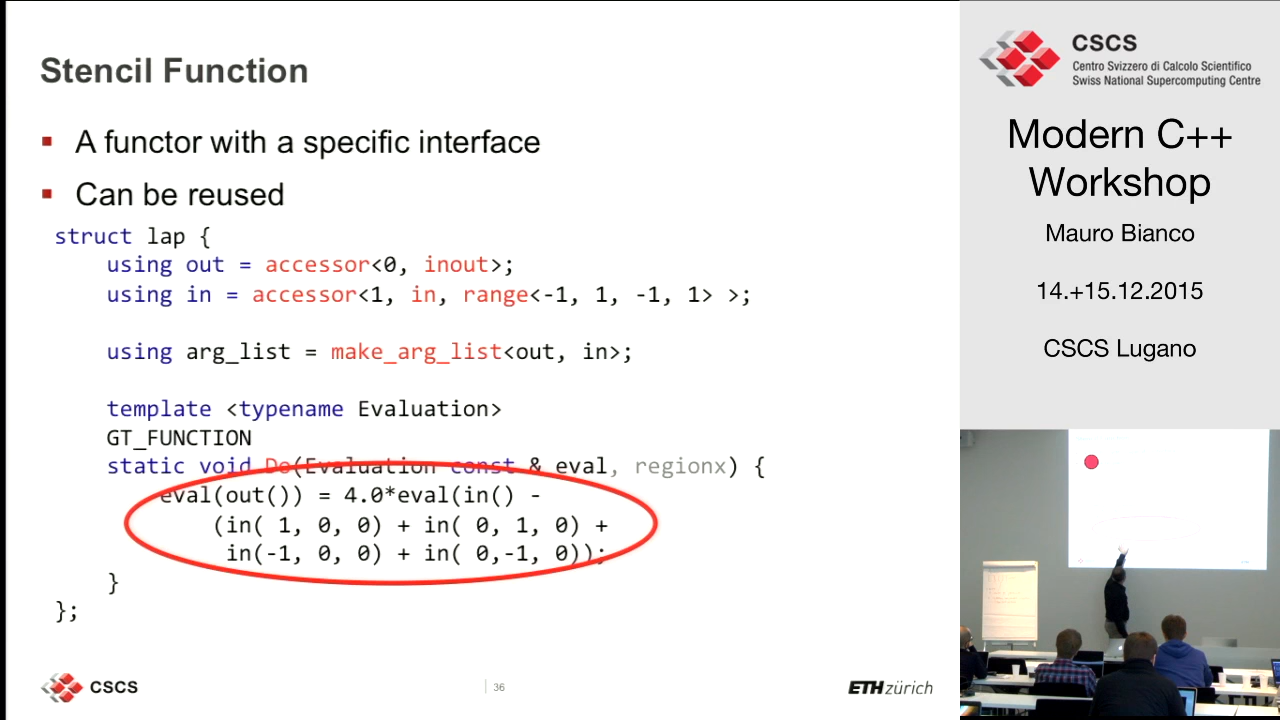 Stencil Function
▪ A functor with a specific interface
▪ Can be reused
struct lap {
using out = accessor<0, inout>;
using in = accessor<1, in, range<-1, 1, -1, 1> >;
using arg_list = make_arg_list<out, in>;
template <typename Evaluation>
GT_FUNCTION
static void Do(Evaluation const & eval, regionx) {
eval(out()) = 4.0*eval(in() -
(in( 1, 0, 0) + in( 0, 1, 0) +
in(-1, 0, 0) + in( 0,-1, 0));
}
};
CSCS
36
ETH zürich
CSCS
Centro Svizzero di Calcolo Scientifico
Swiss National Supercomputing Centre
Modern C++
Workshop
Mauro Bianco
14.+15.12.2015
CSCS Lugano